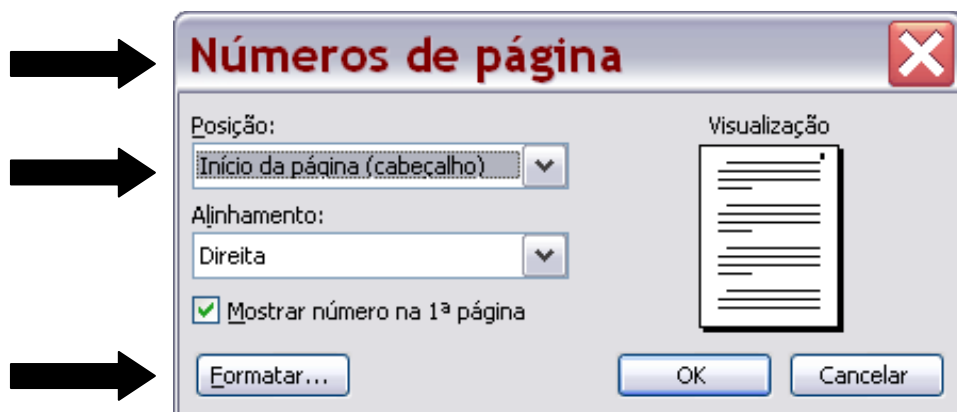 Números de página
Posição:
Visualização
Início da página (cabeçalho)
Alinhamento:
Direita
Mostrar número na 1ª página
Formatar...
OK
Cancelar